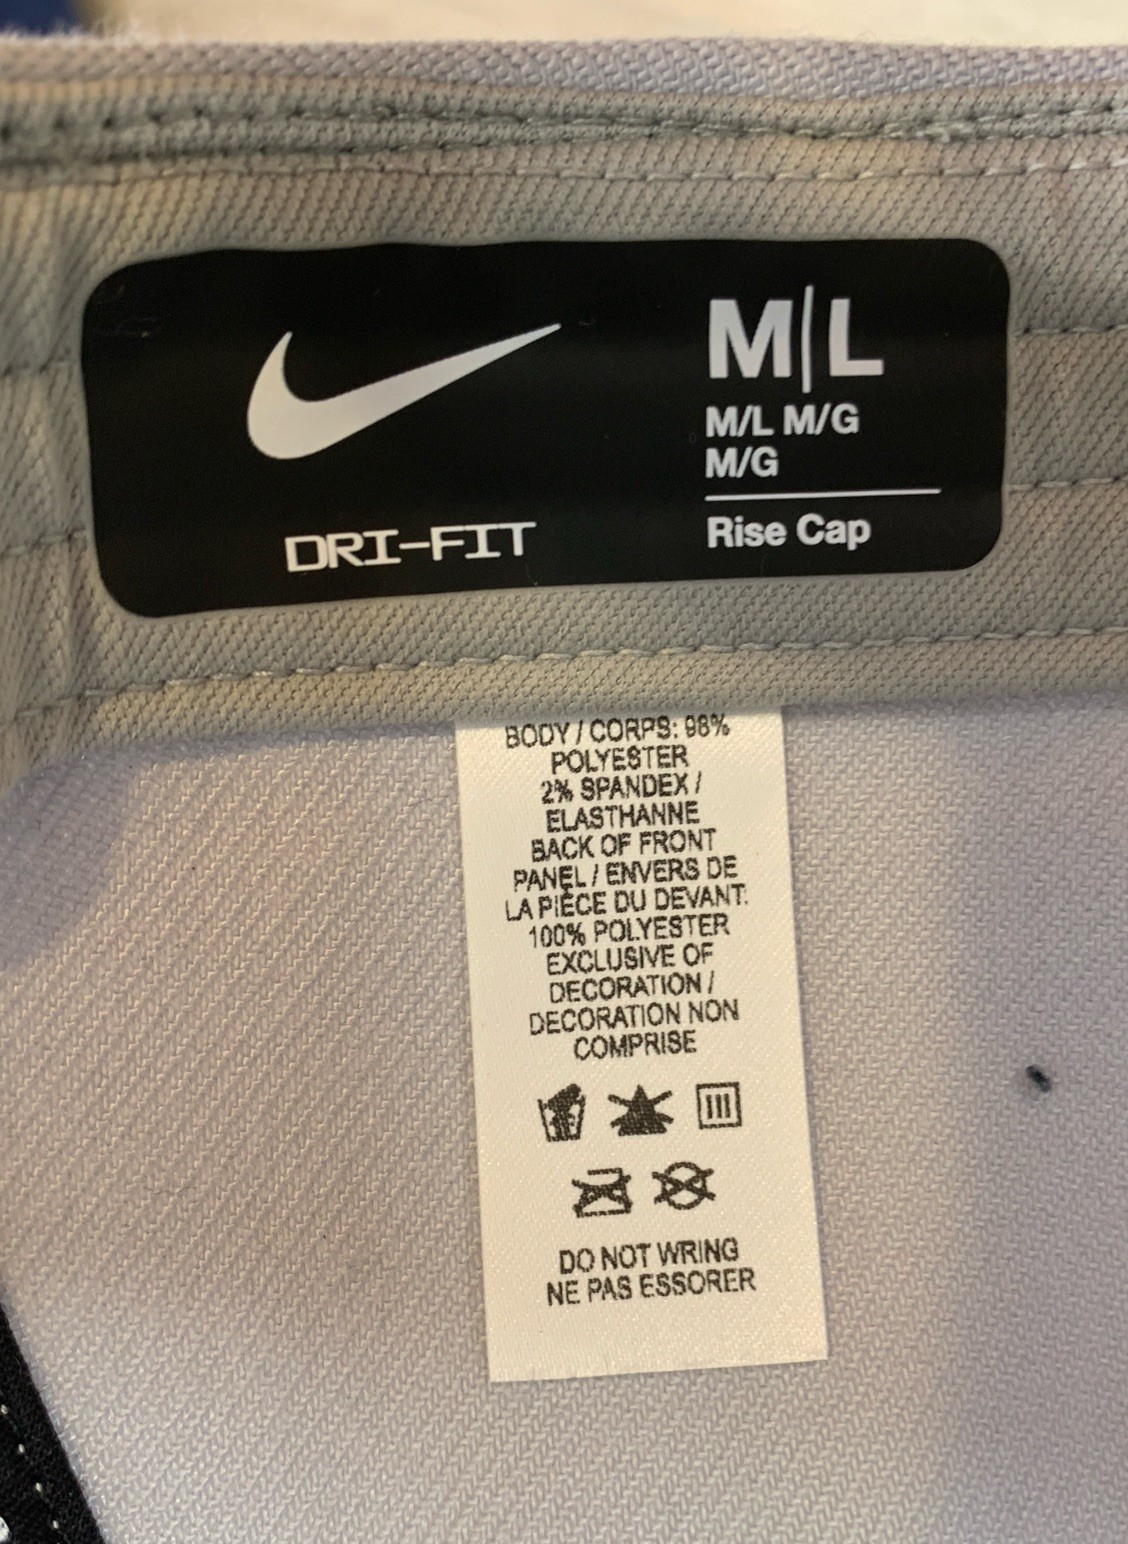 M|L
M/L M/G
M/G
Rise Cap
DRI-FIT
BODY / CORPS: 98%
POLYESTER
2% SPANDEX /
ELASTHANNE
BACK OF FRONT
PANEL / ENVERS DE
LA PIÈCE DU DEVANT:
100% POLYESTER
EXCLUSIVE OF
DECORATION /
DECORATION NON
COMPRISE
DO NOT WRING
NE PAS ESSORER